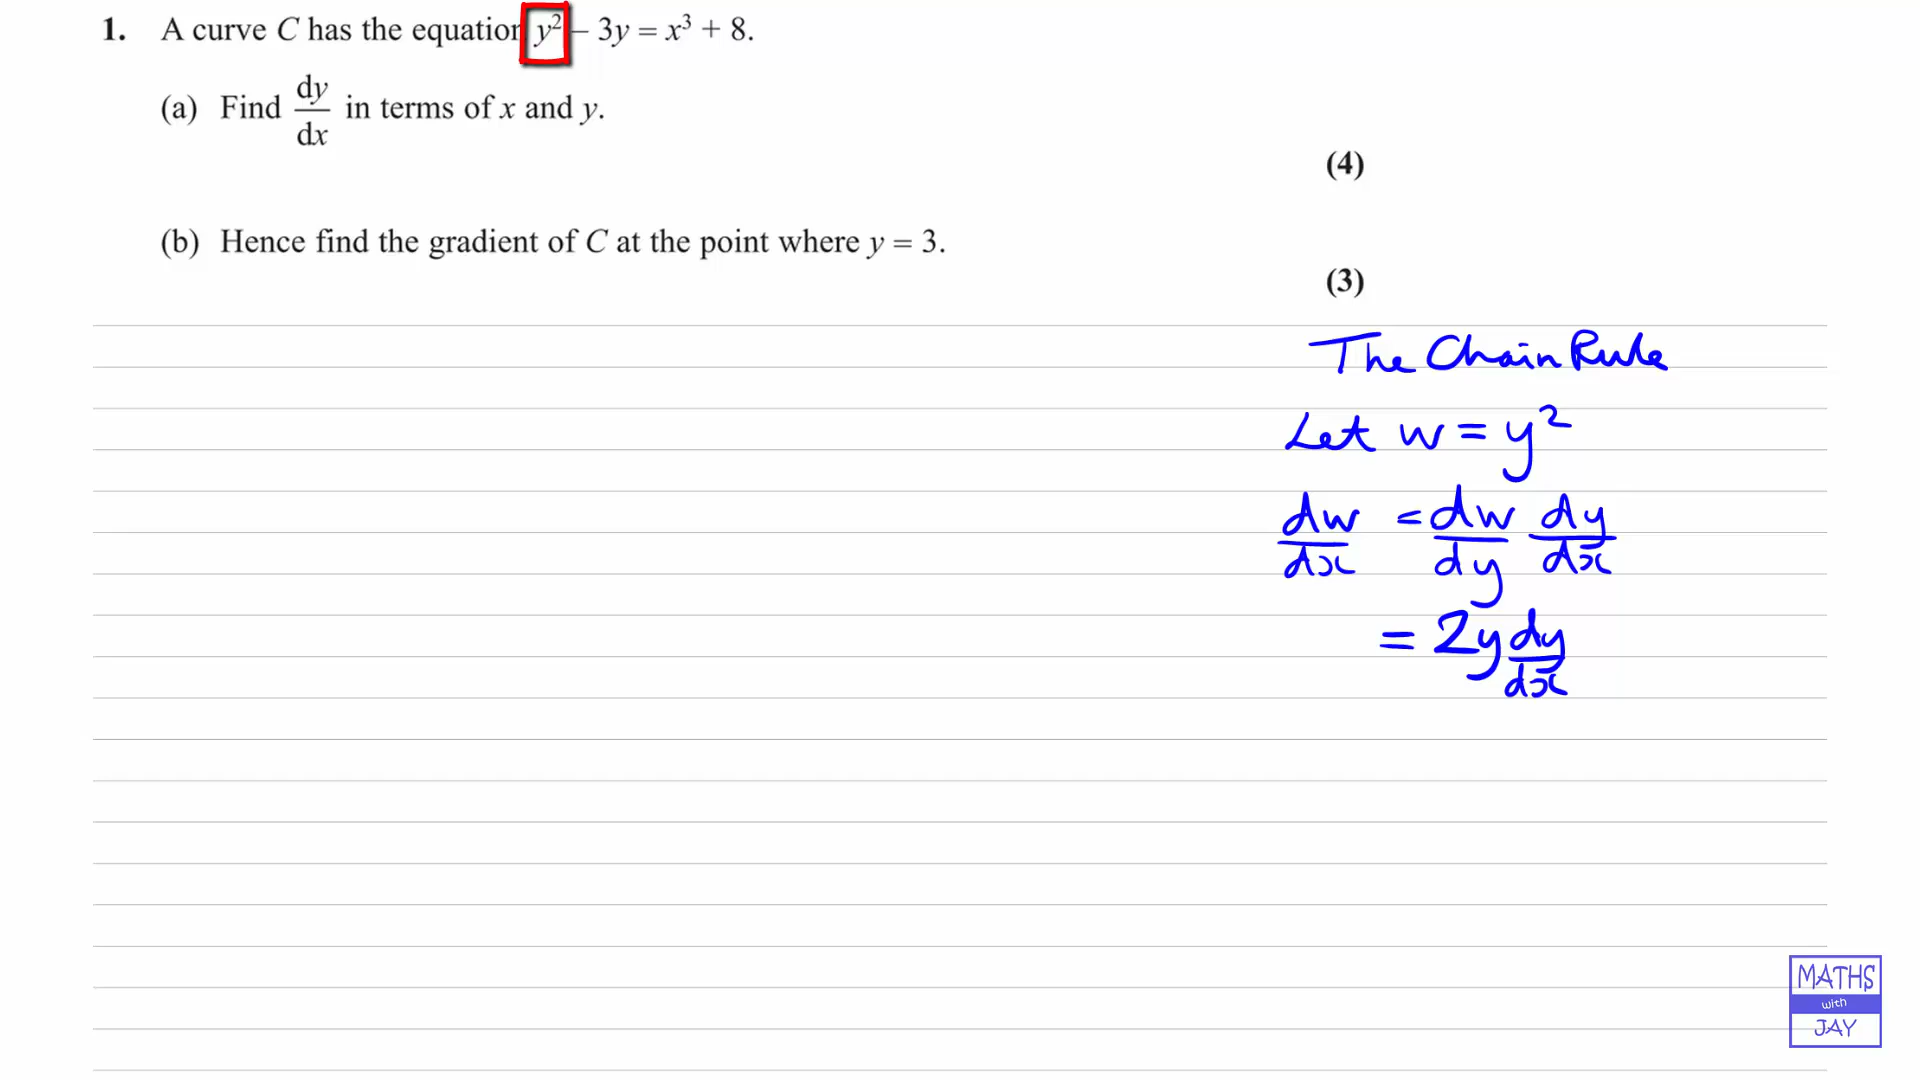 1. A curve C has the equation y² – 3y = x³ + 8.
(a) Find dy/dx in terms of x and y.
(4)
(b) Hence find the gradient of C at the point where y = 3.
(3)
The Chain Rule
Let w = y²
dw/dx = dw/dy dy/dx
= 2y dy/dx
MATHS
with
JAY